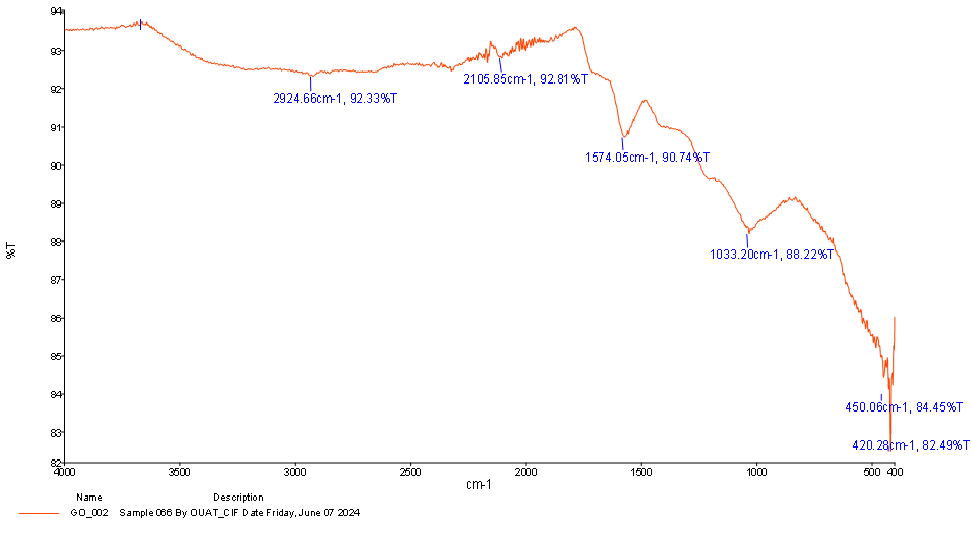 94
93
92
91
90
89
88
87
86
85
84
83
82
%T
2924.66cm-1, 92.33%T
2105.85cm-1, 92.81%T
1574.05cm-1, 90.74%T
1033.20cm-1, 88.22%T
450.06cm-1, 84.45%T
420.28cm-1, 82.49%T
4000 3500 3000 2500 2000 1500 1000 500 400
cm-1
Name Description
GO_002 Sample 066 By OUAT_CIF Date Friday, June 07 2024